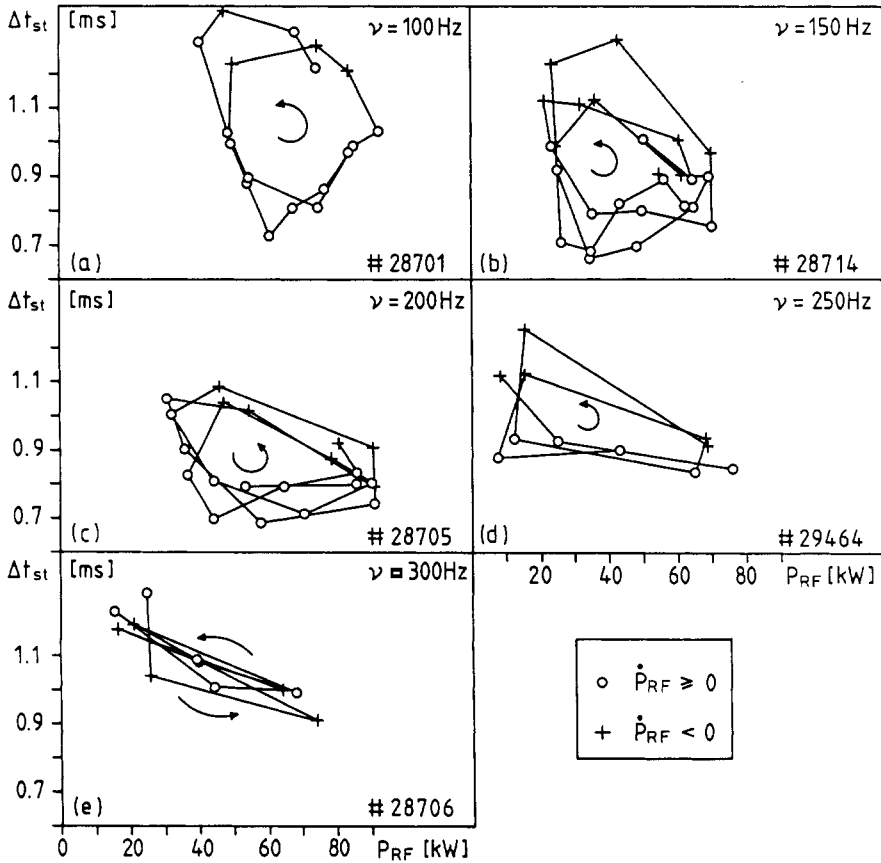 Δt_st [ms]
ν = 100 Hz
1.1
0.9
0.7
(a)
# 28701
ν = 150 Hz
(b)
# 28714
Δt_st [ms]
ν = 200 Hz
1.1
0.9
0.7
(c)
# 28705
ν = 250 Hz
(d)
# 29464
20 40 60 80 P_RF [kW]
Δt_st [ms]
ν = 300 Hz
1.1
0.9
0.7
(e)
# 28706
0 20 40 60 80 P_RF [kW]
○ Ṗ_RF ≥ 0
+ Ṗ_RF < 0